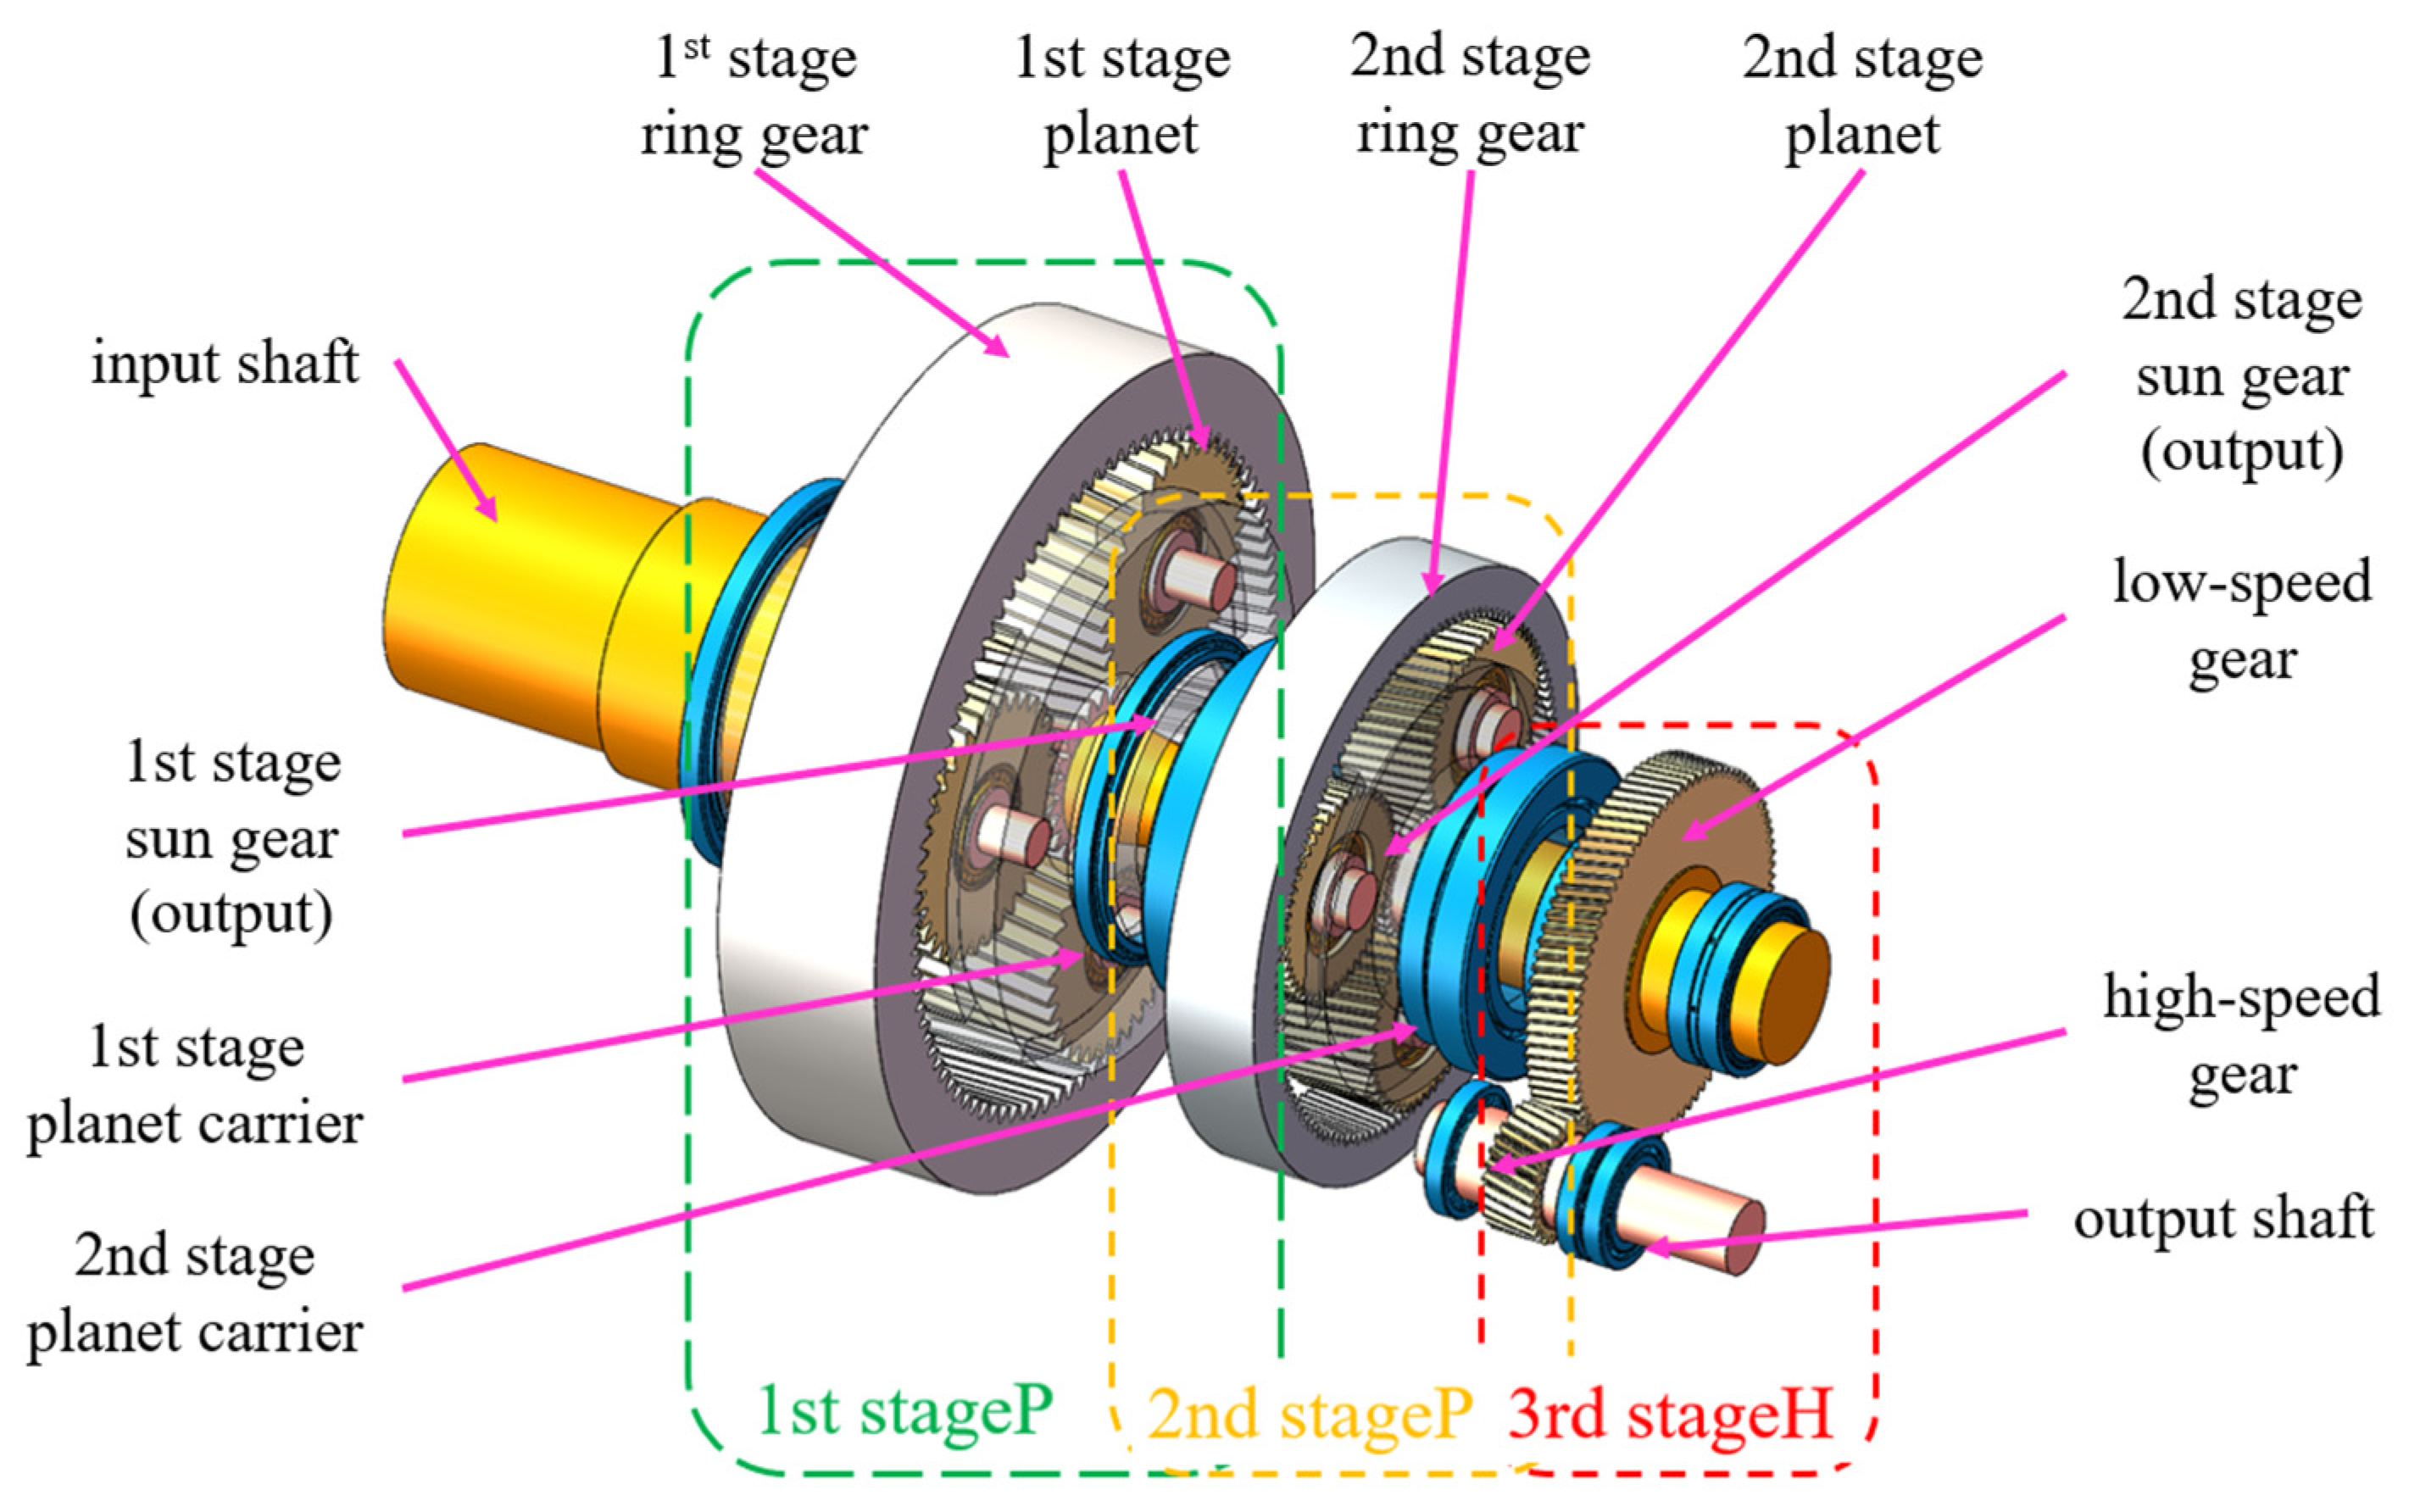 1st stage
ring gear
1st stage
planet
2nd stage
ring gear
2nd stage
planet
input shaft
2nd stage
sun gear
(output)
low-speed
gear
1st stage
sun gear
(output)
high-speed
gear
1st stage
planet carrier
output shaft
2nd stage
planet carrier
1st stageP
2nd stageP
3rd stageH